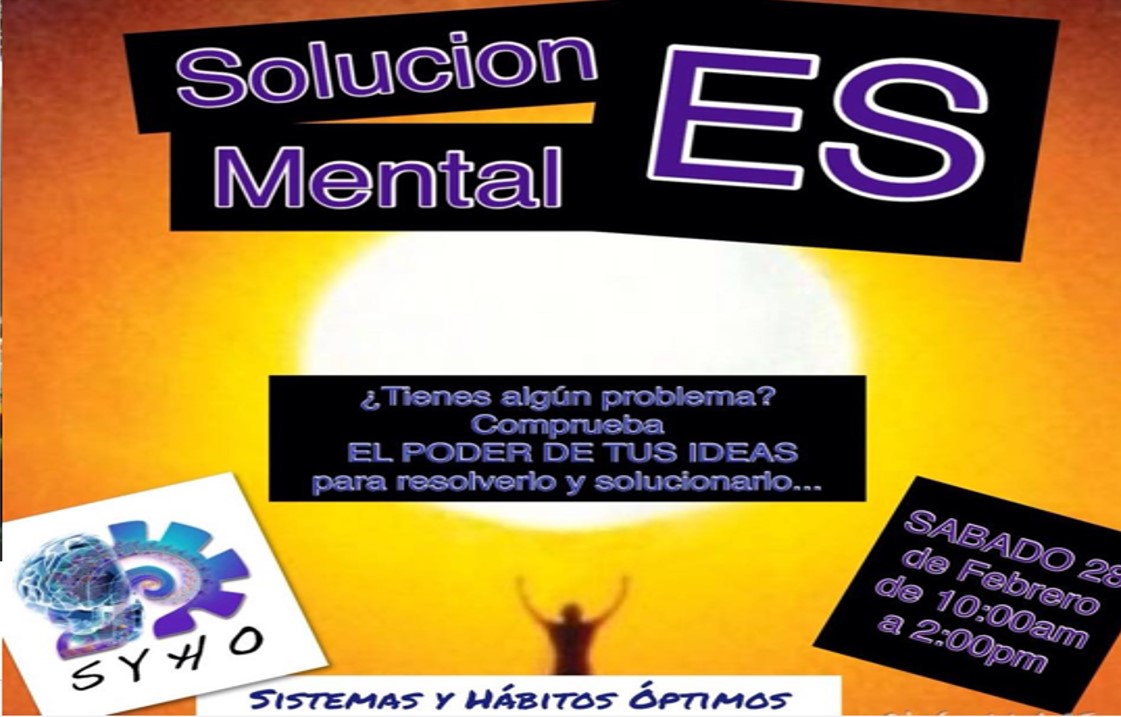 Solucion
Mental
ES
¿Tienes algún problema?
Comprueba
EL PODER DE TUS IDEAS
para resolverlo y solucionarlo...
SABADO 28
de Febrero
de 10:00am
a 2:00pm
SYHO
SISTEMAS Y HÁBITOS ÓPTIMOS